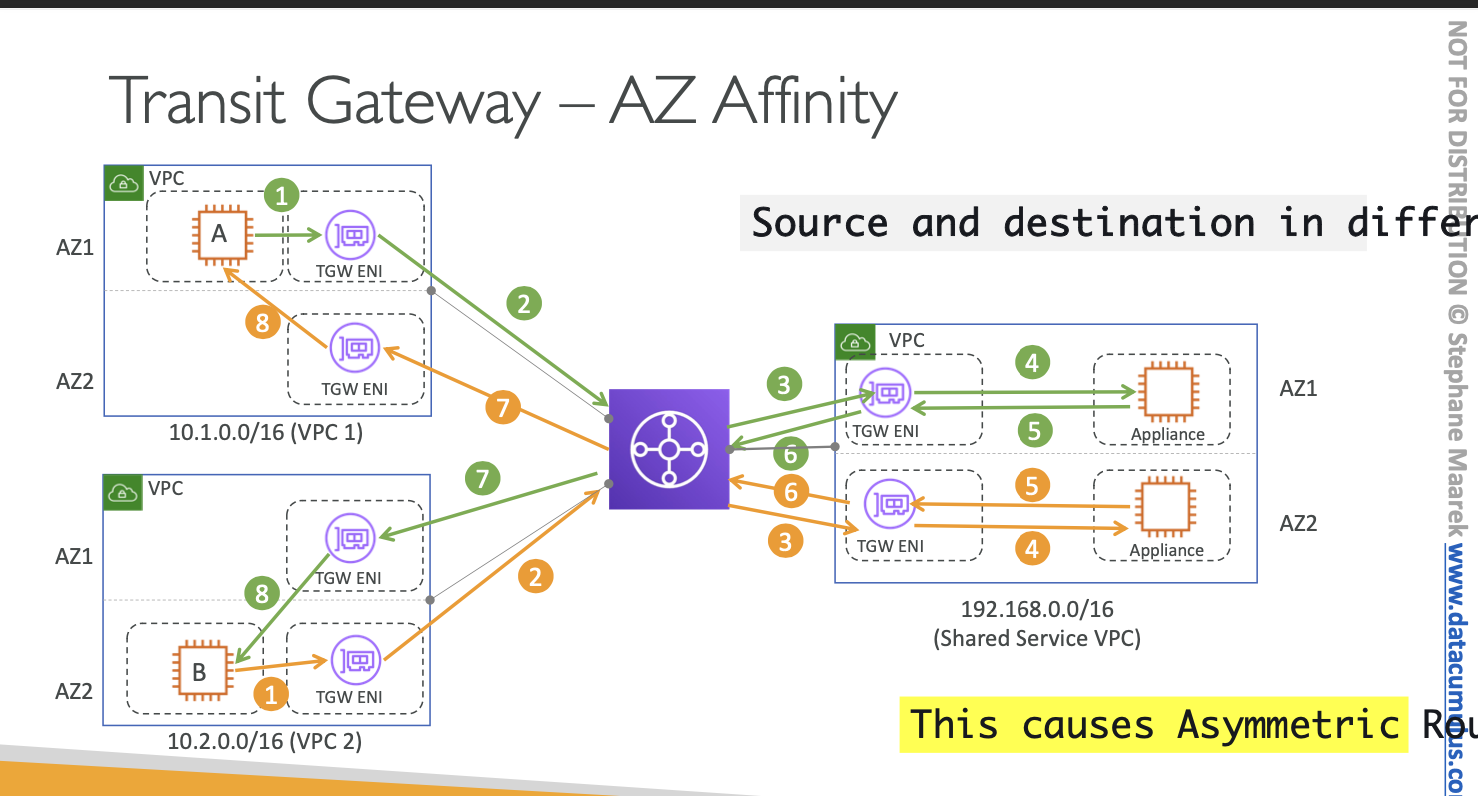 Transit Gateway – AZ Affinity
VPC
A
1
TGW ENI
AZ1
8
TGW ENI
AZ2
10.1.0.0/16 (VPC 1)
2
7
VPC
TGW ENI
AZ1
8
B
1
TGW ENI
AZ2
10.2.0.0/16 (VPC 2)
7
2
Source and destination in differ
VPC
3
TGW ENI
4
5
Appliance
AZ1
6
6
3
TGW ENI
5
4
Appliance
AZ2
192.168.0.0/16
(Shared Service VPC)
This causes Asymmetric Rou
NOT FOR DISTRIBUTION © Stephane Maarek www.datacumulus.co